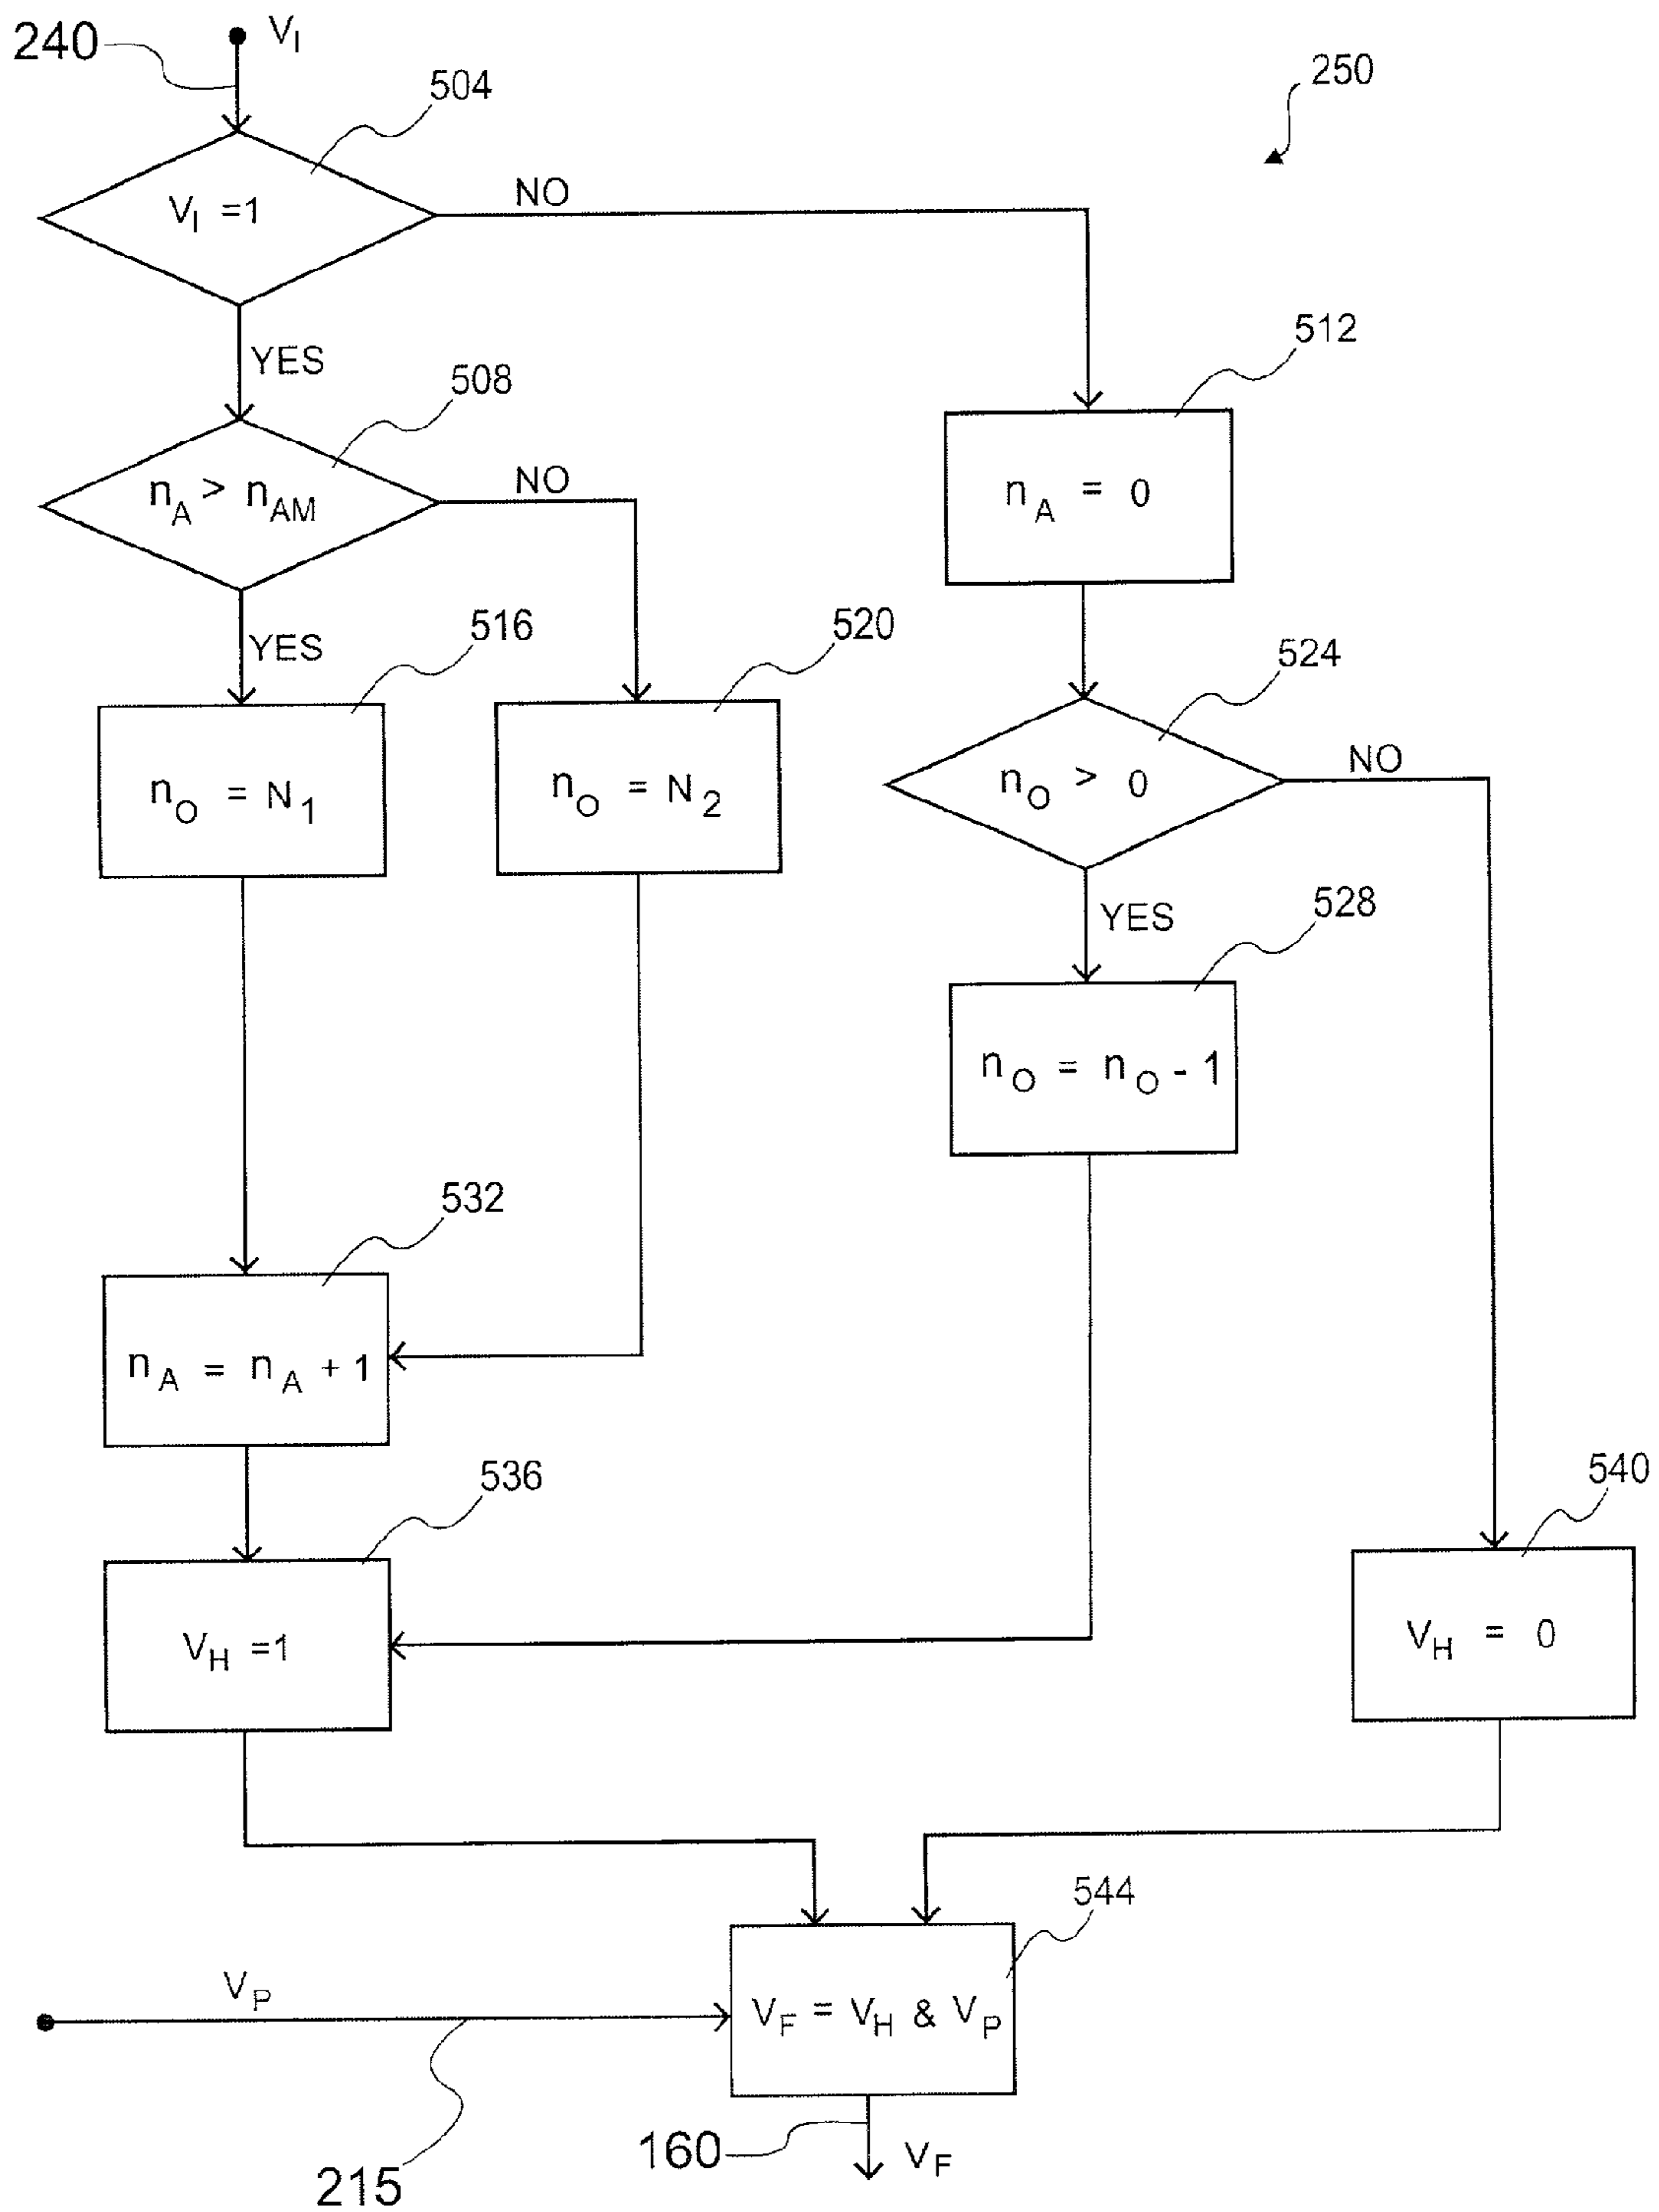 240
V_I
504
250
V_I =1
NO
YES
512
508
n_A > n_AM
NO
n_A = 0
YES
516
520
524
n_O = N_1
n_O = N_2
n_O > 0
NO
YES
528
n_O = n_O - 1
532
n_A = n_A + 1
536
540
V_H =1
V_H = 0
544
V_P
V_F = V_H & V_P
160
V_F
215